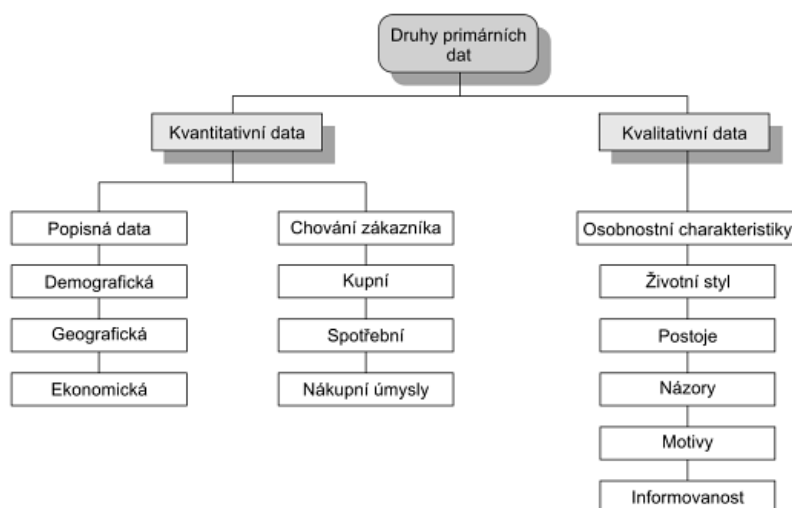 Druhy primárních
dat
Kvantitativní data
Kvalitativní data
Popisná data
Chování zákazníka
Osobnostní charakteristiky
Demografická
Kupní
Životní styl
Geografická
Spotřební
Postoje
Ekonomická
Nákupní úmysly
Názory
Motivy
Informovanost